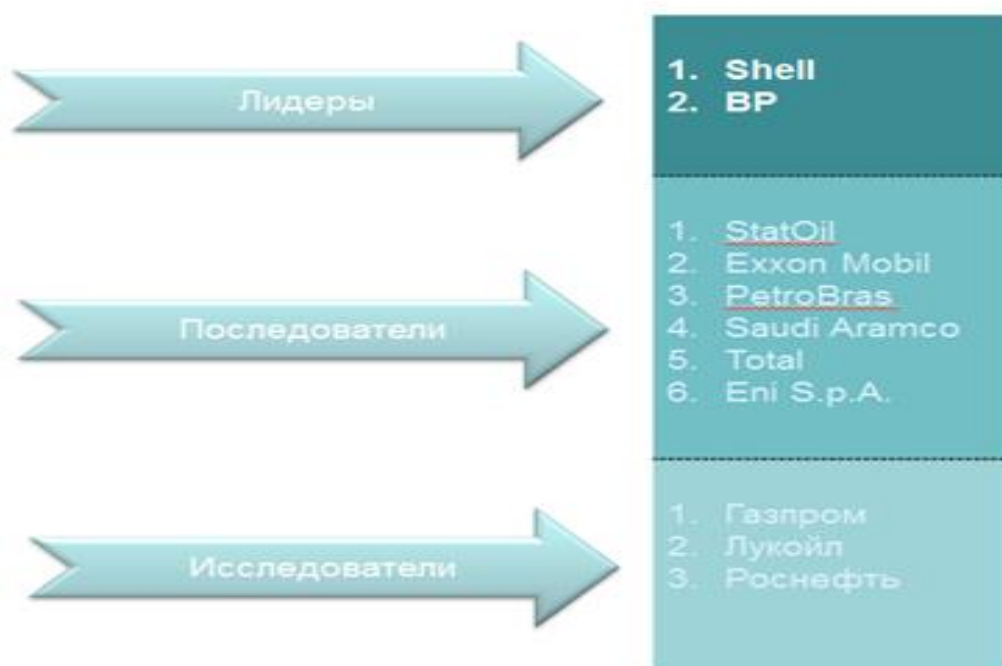 Лидеры
1. Shell
2. BP
Последователи
1. StatOil
2. Exxon Mobil
3. PetroBras
4. Saudi Aramco
5. Total
6. Eni S.p.A.
Исследователи
1. Газпром
2. Лукойл
3. Роснефть